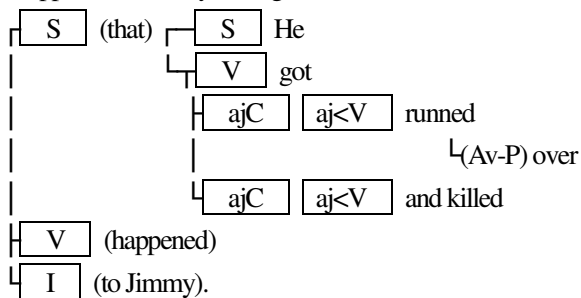 S (that) S He
V got
ajC aj<V runned
(Av-P) over
ajC aj<V and killed
V (happened)
I (to Jimmy).